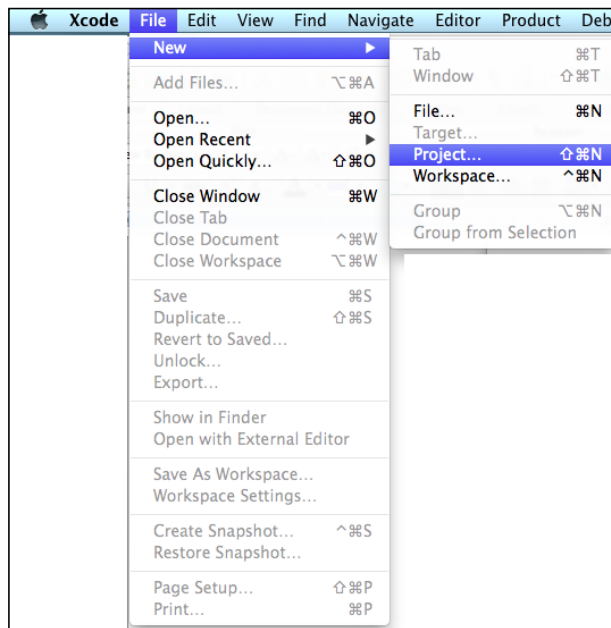 Xcode File Edit View Find Navigate Editor Product Deb
New
Add Files... ⌥⌘A
Open... ⌘O
Open Recent
Open Quickly... ⇧⌘O
Close Window ⌘W
Close Tab
Close Document ^⌘W
Close Workspace ⌥⌘W
Save ⌘S
Duplicate... ⇧⌘S
Revert to Saved...
Unlock...
Export...
Show in Finder
Open with External Editor
Save As Workspace...
Workspace Settings...
Create Snapshot... ^⌘S
Restore Snapshot...
Page Setup... ⇧⌘P
Print... ⌘P
Tab ⌘T
Window ⇧⌘T
File... ⌘N
Target...
Project... ⇧⌘N
Workspace... ^⌘N
Group ⌥⌘N
Group from Selection